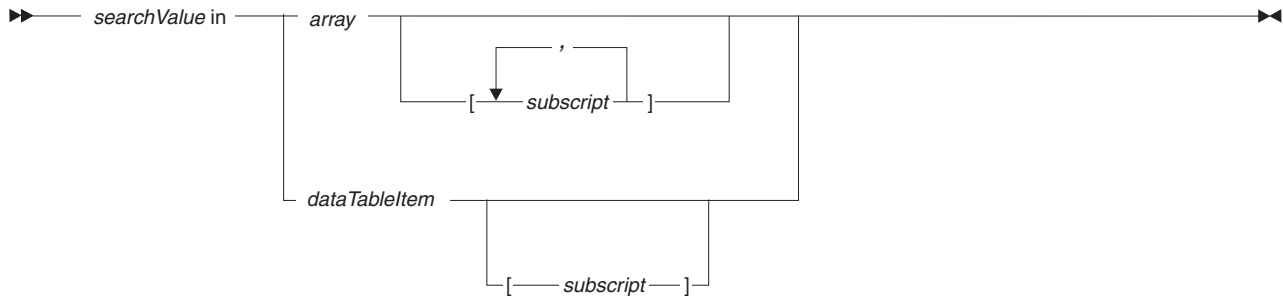 searchValue in array
,
[ subscript ]
dataTableItem
[ subscript ]